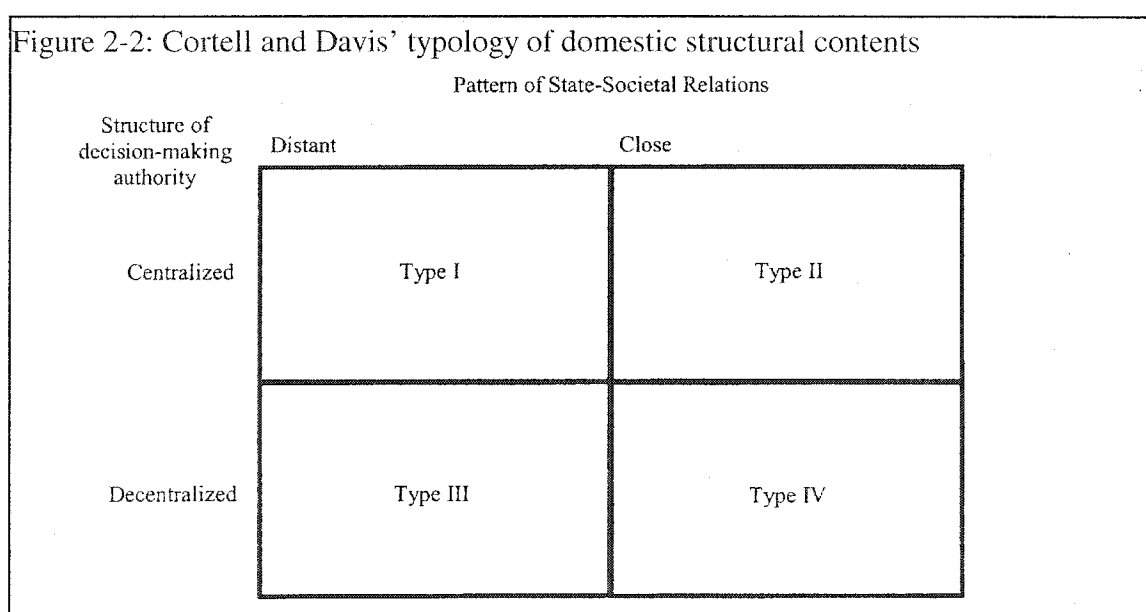 Figure 2-2: Cortell and Davis' typology of domestic structural contents
Pattern of State-Societal Relations
Structure of
decision-making
authority
Distant
Close
Centralized
Type I
Type II
Decentralized
Type III
Type IV